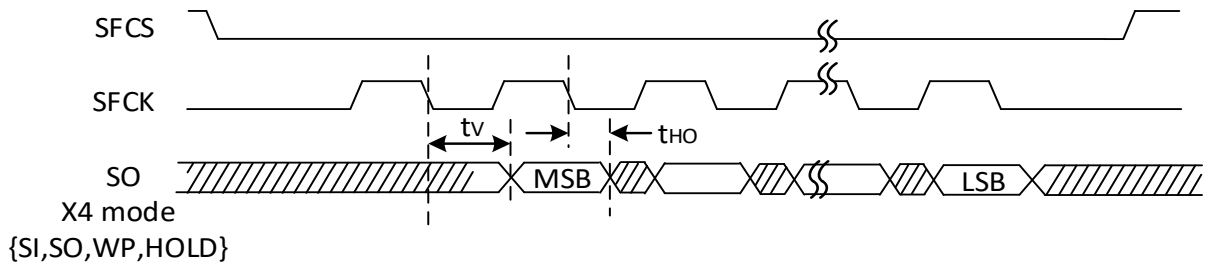 SFCS
SFCK
tV
tHO
SO
MSB
LSB
X4 mode
{SI,SO,WP,HOLD}